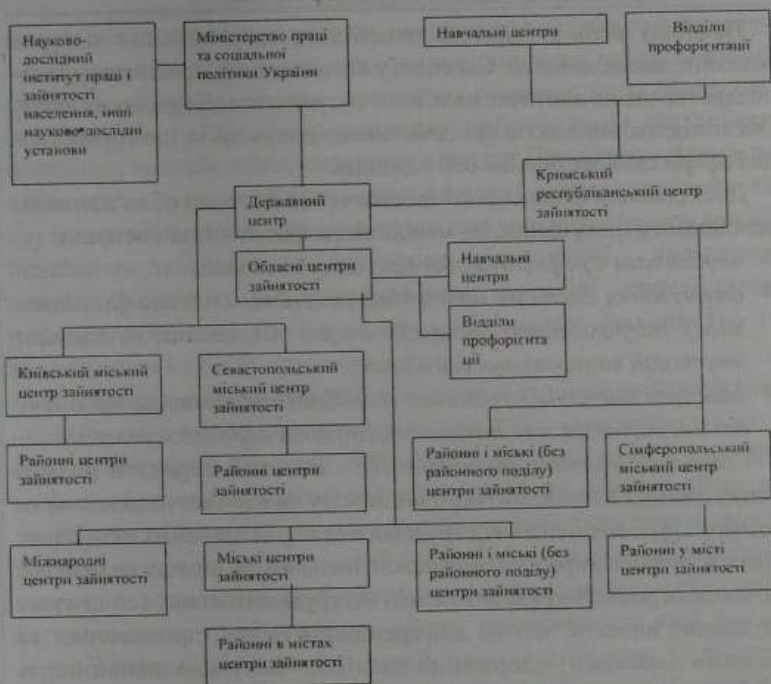 Науково-
дослідний
інститут праці і
зайнятості
населення, інші
науково-дослідні
установи
Міністерство праці
та соціальної
політики України
Навчальні центри
Відділи
профорієнтації
Кримський
республіканський центр
зайнятості
Державний
центр
Обласні центри
зайнятості
Навчальні
центри
Відділи
профорієнта
ції
Київський міський
центр зайнятості
Севастопольський
міський центр
зайнятості
Районні центри
зайнятості
Районні центри
зайнятості
Районні і міські (без
районного поділу)
центри зайнятості
Сімферопольський
міський центр
зайнятості
Міжнародні
центри зайнятості
Міські центри
зайнятості
Районні і міські (без
районного поділу)
центри зайнятості
Районні у місті
центри зайнятості
Районні в містах
центри зайнятості